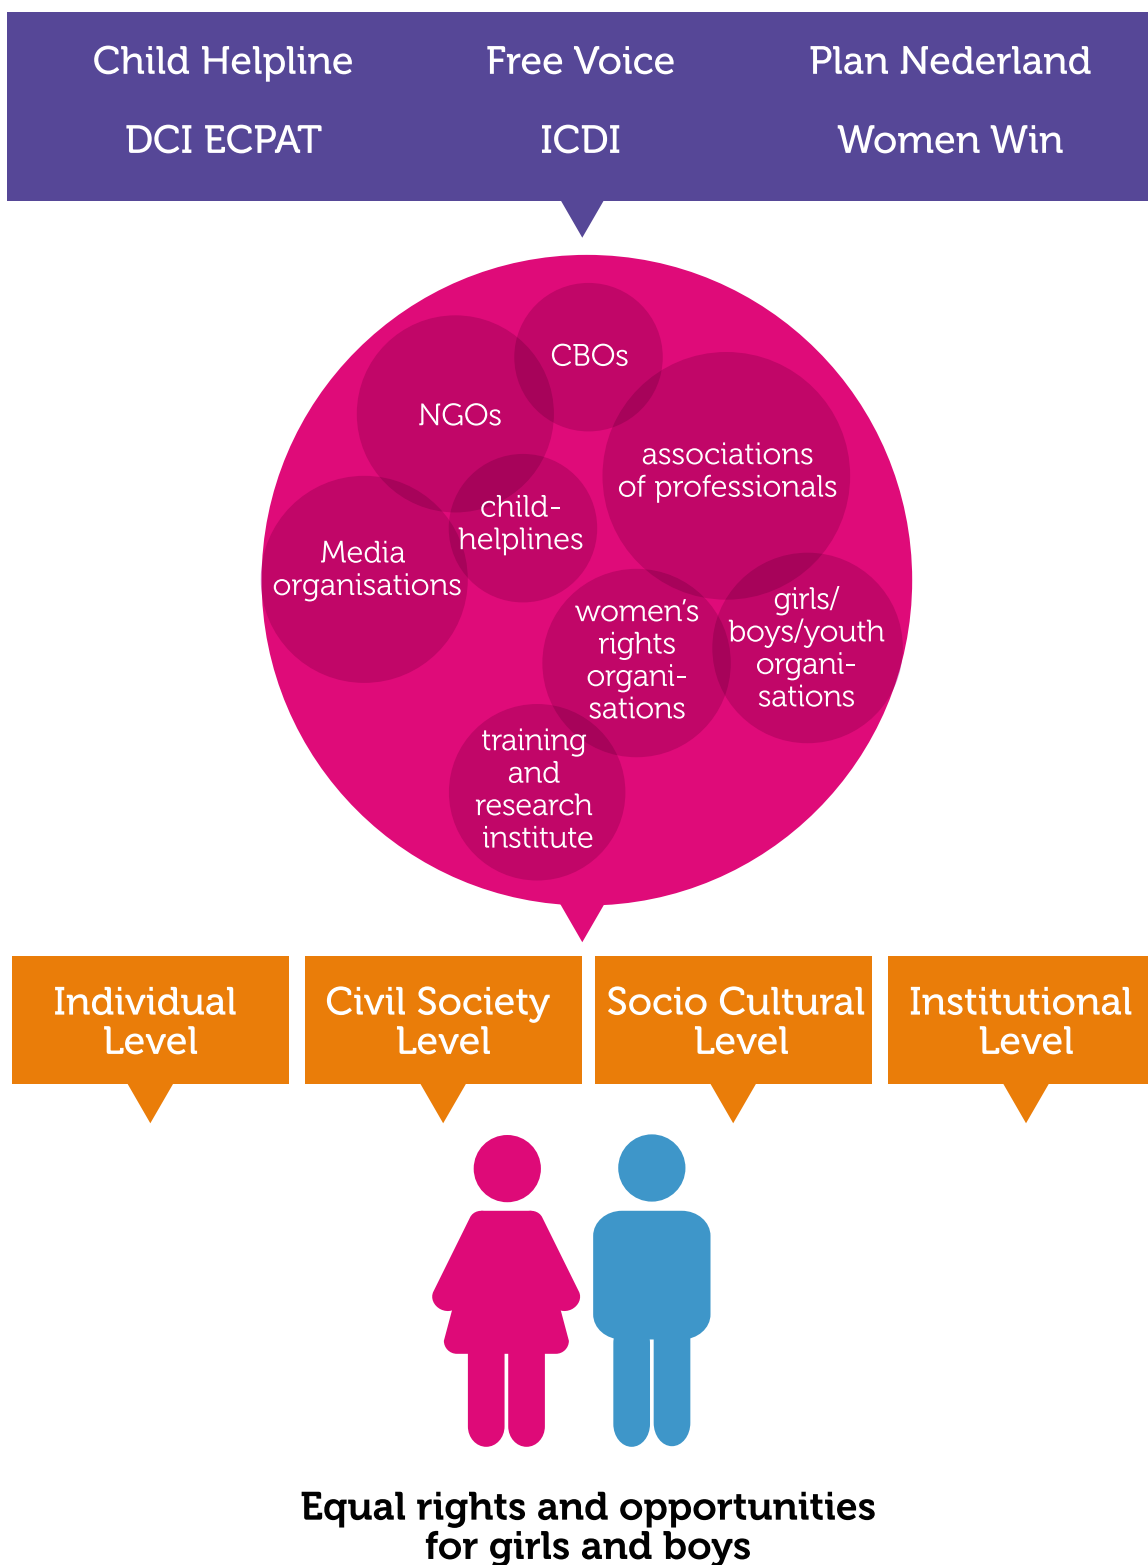 Child Helpline Free Voice Plan Nederland
DCI ECPAT ICDI Women Win
CBOs
NGOs
associations
of professionals
child-
helplines
Media
organisations
women's
rights
organi-
sations
girls/
boys/youth
organi-
sations
training
and
research
institute
Individual
Level
Civil Society
Level
Socio Cultural
Level
Institutional
Level
Equal rights and opportunities
for girls and boys